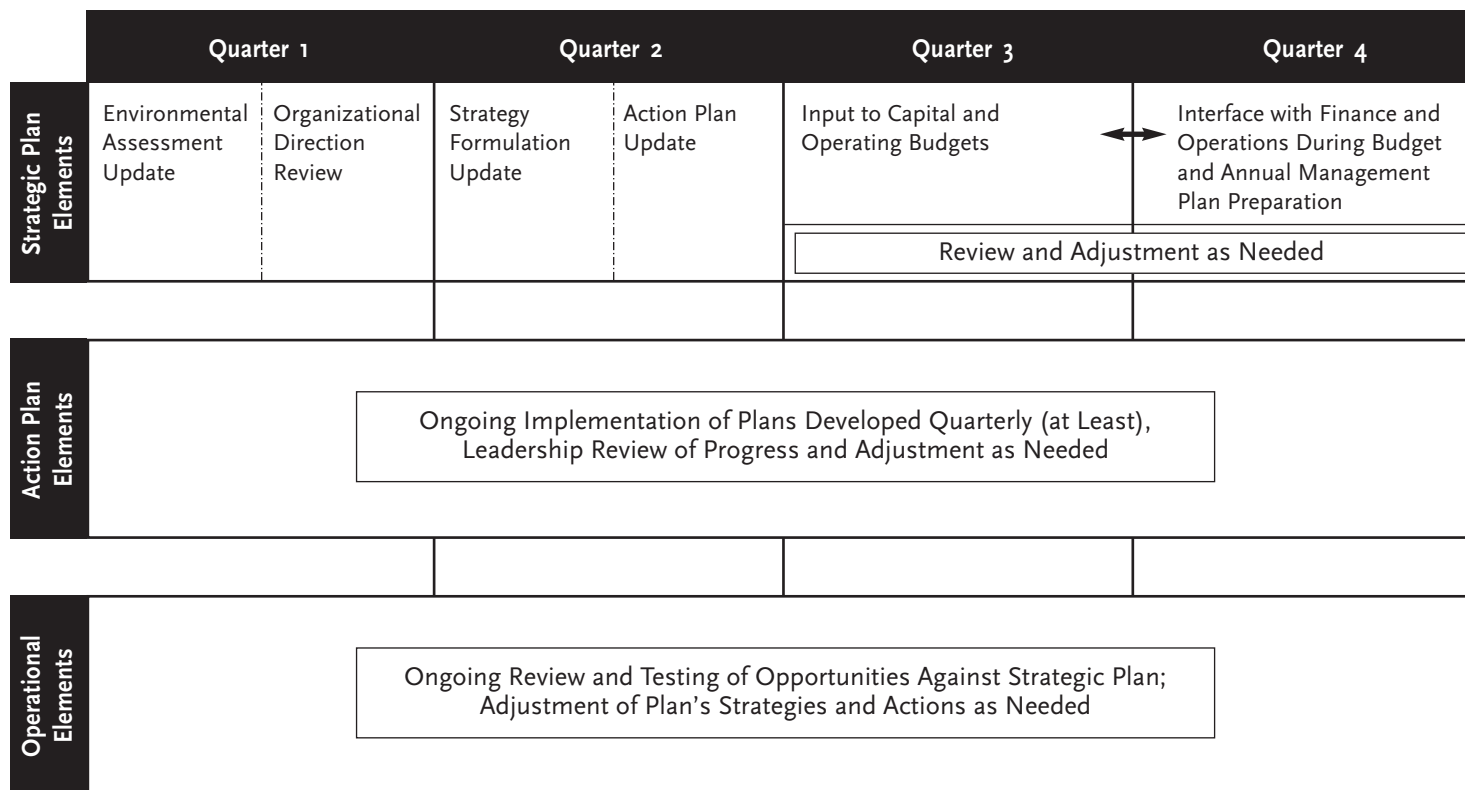 Quarter 1
Quarter 2
Quarter 3
Quarter 4
Strategic Plan
Elements
Environmental
Assessment
Update
Organizational
Direction
Review
Strategy
Formulation
Update
Action Plan
Update
Input to Capital and
Operating Budgets
Interface with Finance and
Operations During Budget
and Annual Management
Plan Preparation
Review and Adjustment as Needed
Action Plan
Elements
Ongoing Implementation of Plans Developed Quarterly (at Least),
Leadership Review of Progress and Adjustment as Needed
Operational
Elements
Ongoing Review and Testing of Opportunities Against Strategic Plan;
Adjustment of Plan’s Strategies and Actions as Needed